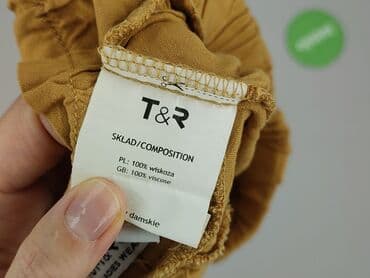 T&R
SKŁAD/COMPOSITION
PL: 100% wiskoza
GB: 100% viscose
damskie